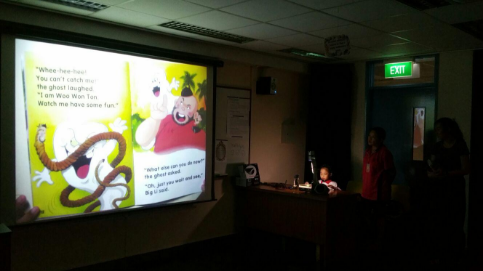 "Whee-hee-hee!
You can't catch me!"
the ghost laughed.
"I am Woo Won Ton.
Watch me have some fun."
"What else can you do now?"
the ghost asked.
"Oh, just you wait and see,"
Big U said.
EXIT